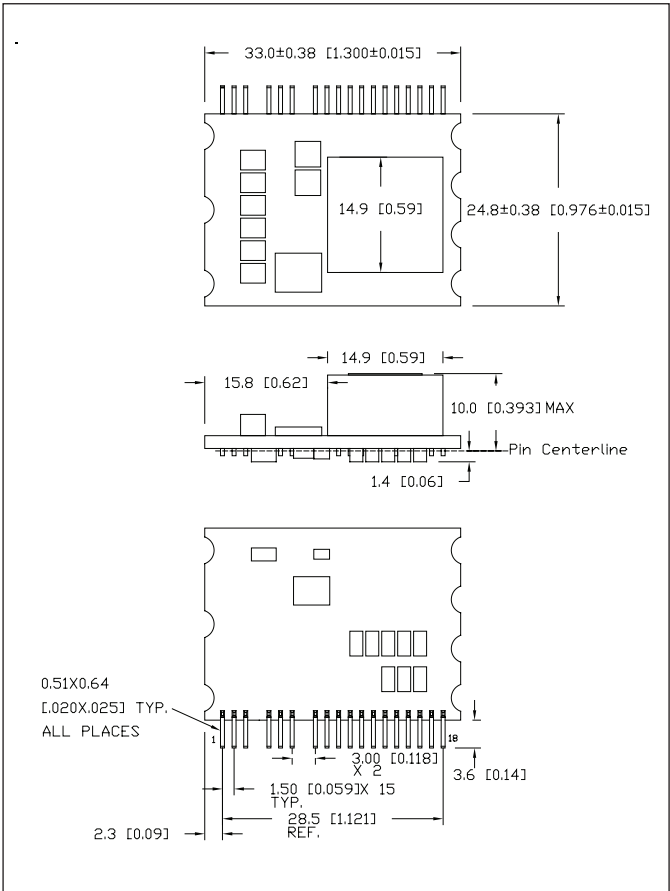 33.0±0.38 [1.300±0.015]
14.9 [0.59]
24.8±0.38 [0.976±0.015]
14.9 [0.59]
15.8 [0.62]
10.0 [0.393] MAX
Pin Centerline
1.4 [0.06]
0.51X0.64
[.020X.025] TYP.
ALL PLACES
1
18
3.00 [0.118]
X 2
3.6 [0.14]
1.50 [0.059]X 15
TYP.
28.5 [1.121]
REF.
2.3 [0.09]